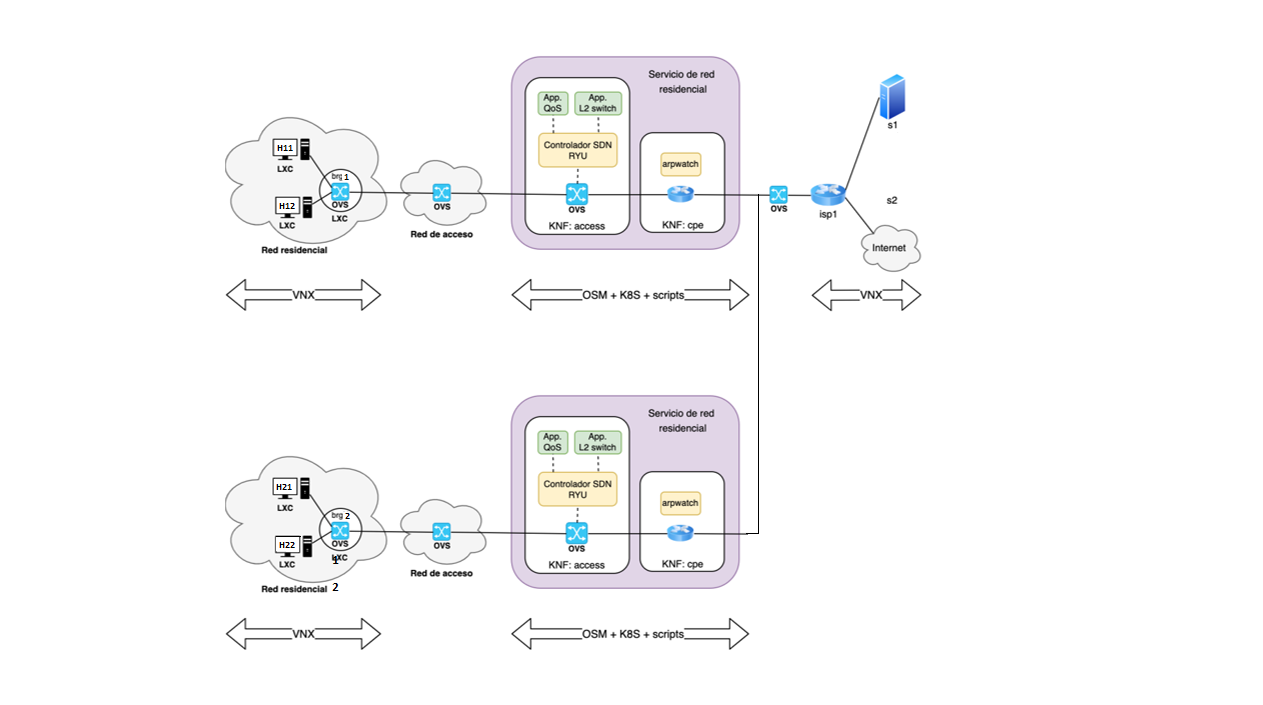 Servicio de red
residencial
App.
QoS
App.
L2 switch
Controlador SDN
RYU
OVS
KNF: access
arpwatch
KNF: cpe
H11
LXC
H12
LXC
brg 1
OVS
LXC
Red residencial
OVS
Red de acceso
OVS
isp1
s1
s2
Internet
VNX
OSM + K8S + scripts
VNX
Servicio de red
residencial
App.
QoS
App.
L2 switch
Controlador SDN
RYU
OVS
KNF: access
arpwatch
KNF: cpe
H21
LXC
H22
LXC
brg 2
OVS
LXC
1
Red residencial 2
OVS
Red de acceso
VNX
OSM + K8S + scripts